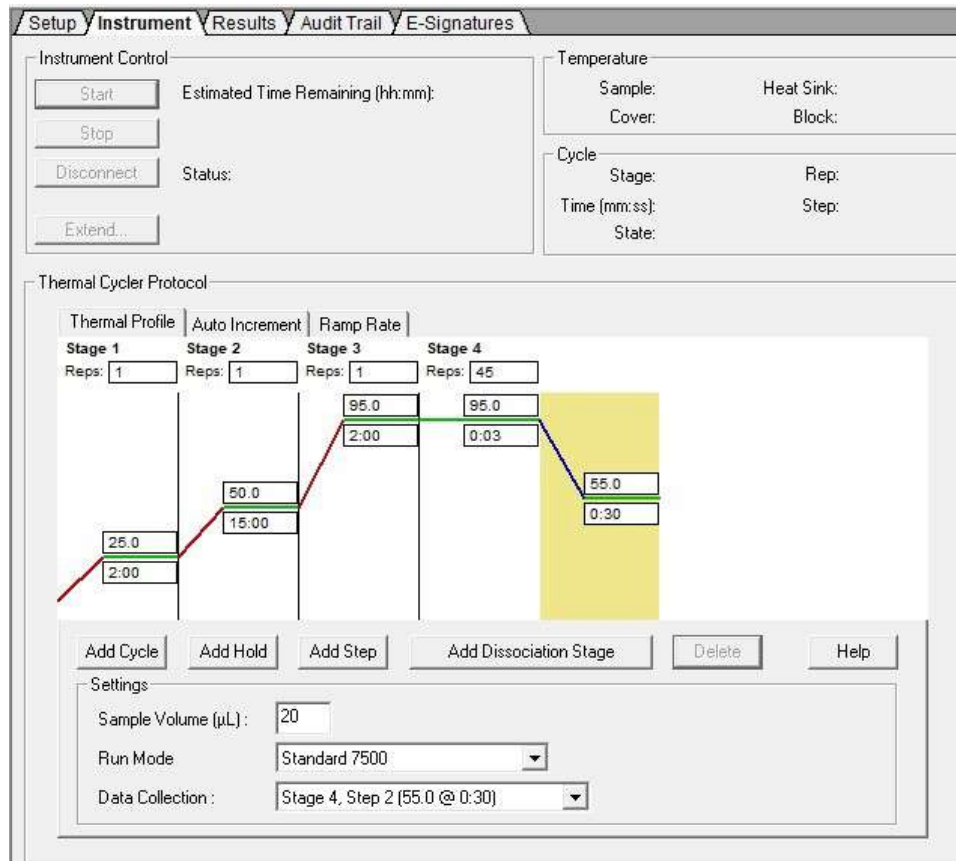 Setup Instrument Results Audit Trail E-Signatures
Instrument Control
Start Estimated Time Remaining (hh:mm):
Stop
Disconnect Status:
Extend...
Temperature
Sample: Heat Sink:
Cover: Block:
Cycle
Stage: Rep:
Time (mm:ss): Step:
State:
Thermal Cycler Protocol
Thermal Profile Auto Increment Ramp Rate
Stage 1 Stage 2 Stage 3 Stage 4
Reps: 1 Reps: 1 Reps: 1 Reps: 45
95.0 95.0
2:00 0:03
50.0 55.0
15:00 0:30
25.0
2:00
Add Cycle Add Hold Add Step Add Dissociation Stage Delete Help
Settings
Sample Volume (µL) : 20
Run Mode Standard 7500
Data Collection : Stage 4, Step 2 (55.0 @ 0:30)